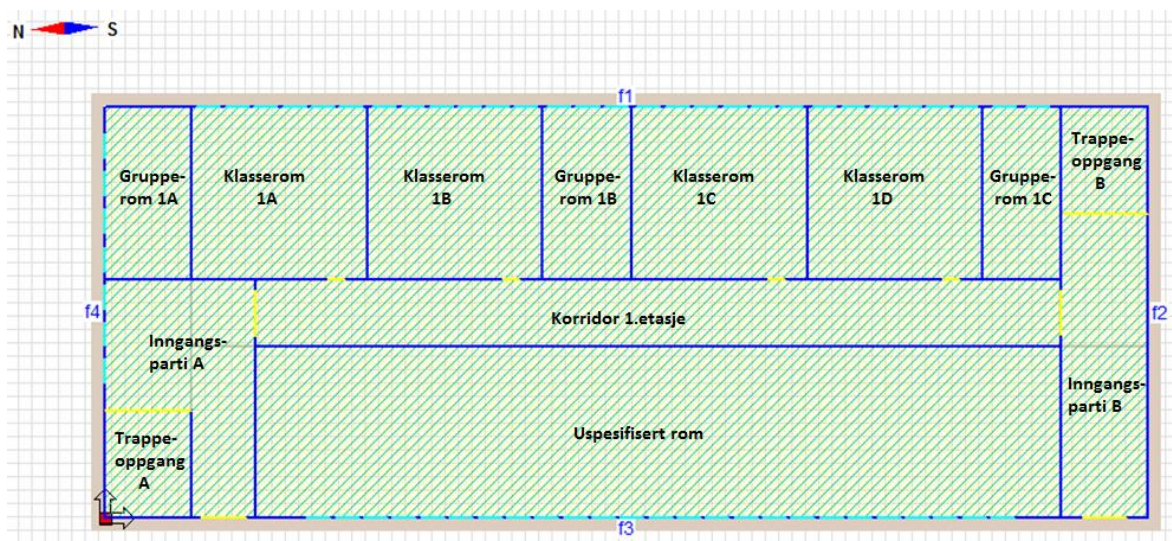 N S
f1
Gruppe-
rom 1A
Klasserom
1A
Klasserom
1B
Gruppe-
rom 1B
Klasserom
1C
Klasserom
1D
Gruppe-
rom 1C
Trappe-
oppgang
B
f4
Korridor 1.etasje
f2
Inngangs-
parti A
Inngangs-
parti B
Trappe-
oppgang
A
Uspesifisert rom
f3